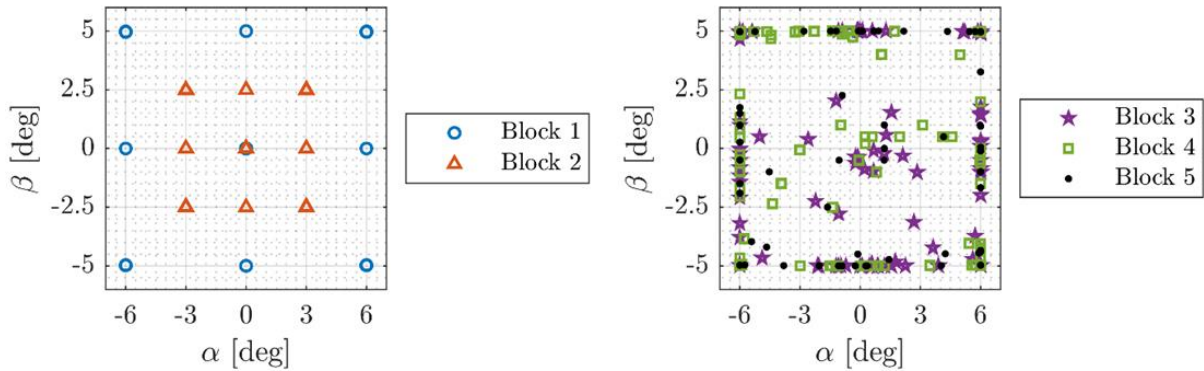 5
2.5
0
-2.5
-5
β [deg]
-6 -3 0 3 6
α [deg]
Block 1
Block 2
5
2.5
0
-2.5
-5
β [deg]
-6 -3 0 3 6
α [deg]
Block 3
Block 4
Block 5